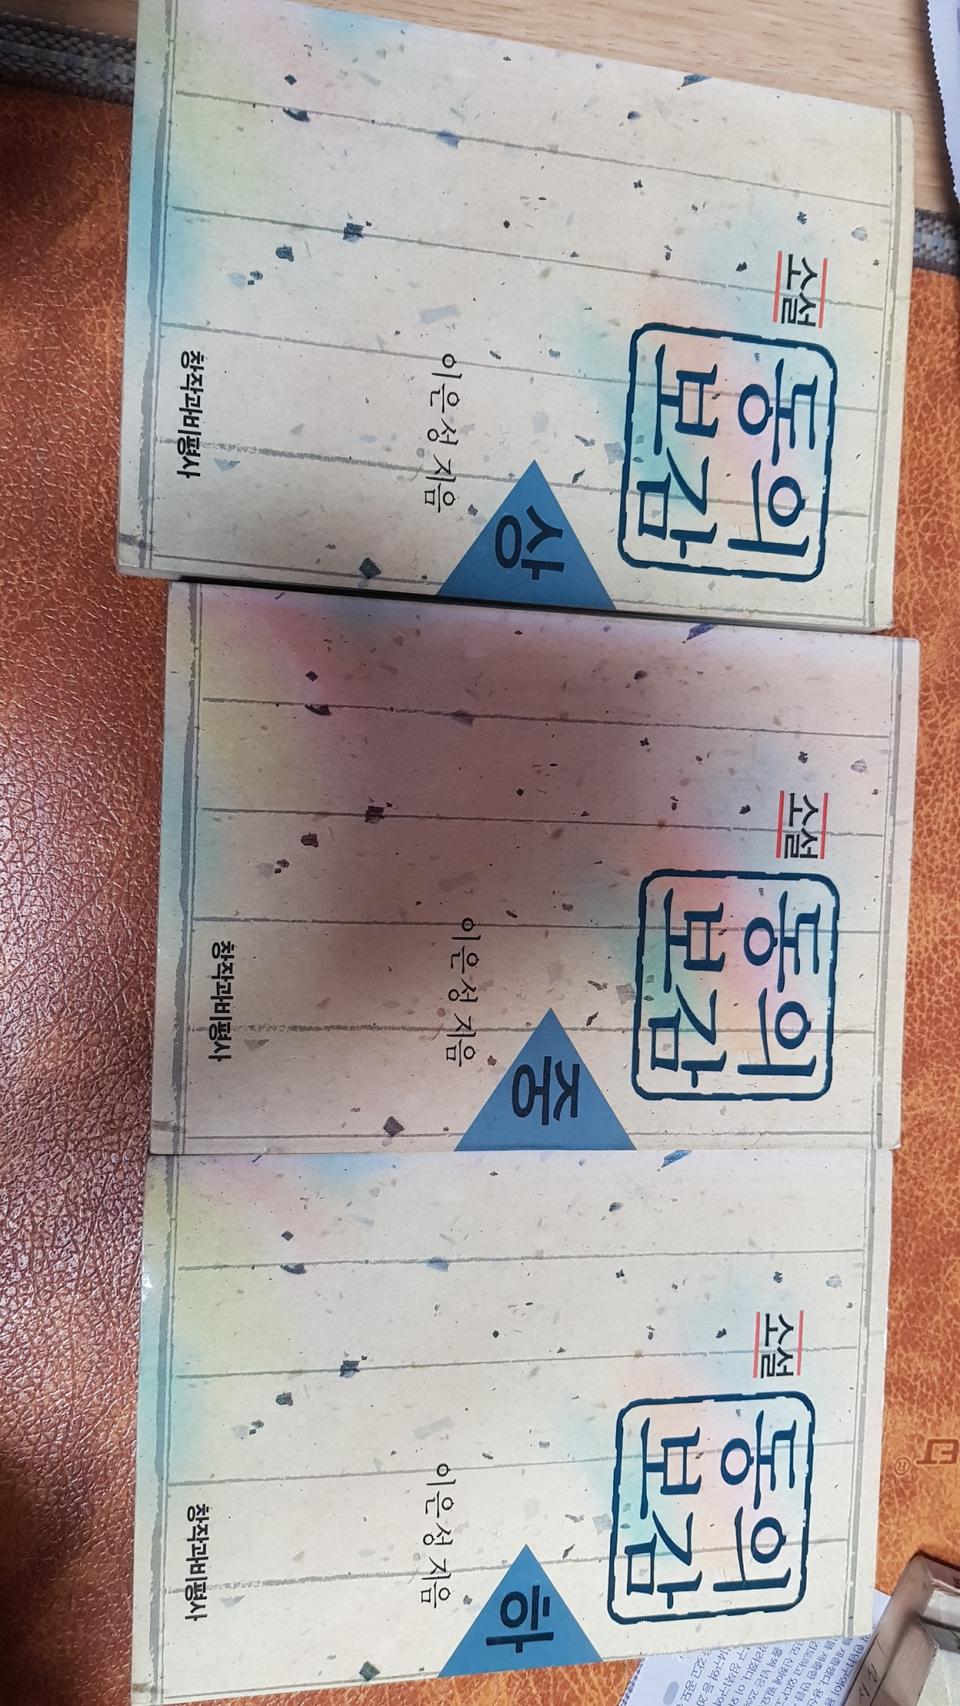 소설
동의
보감
상
이은성 지음
창작과비평사
소설
동의
보감
중
이은성 지음
창작과비평사
소설
동의
보감
하
이은성 지음
창작과비평사